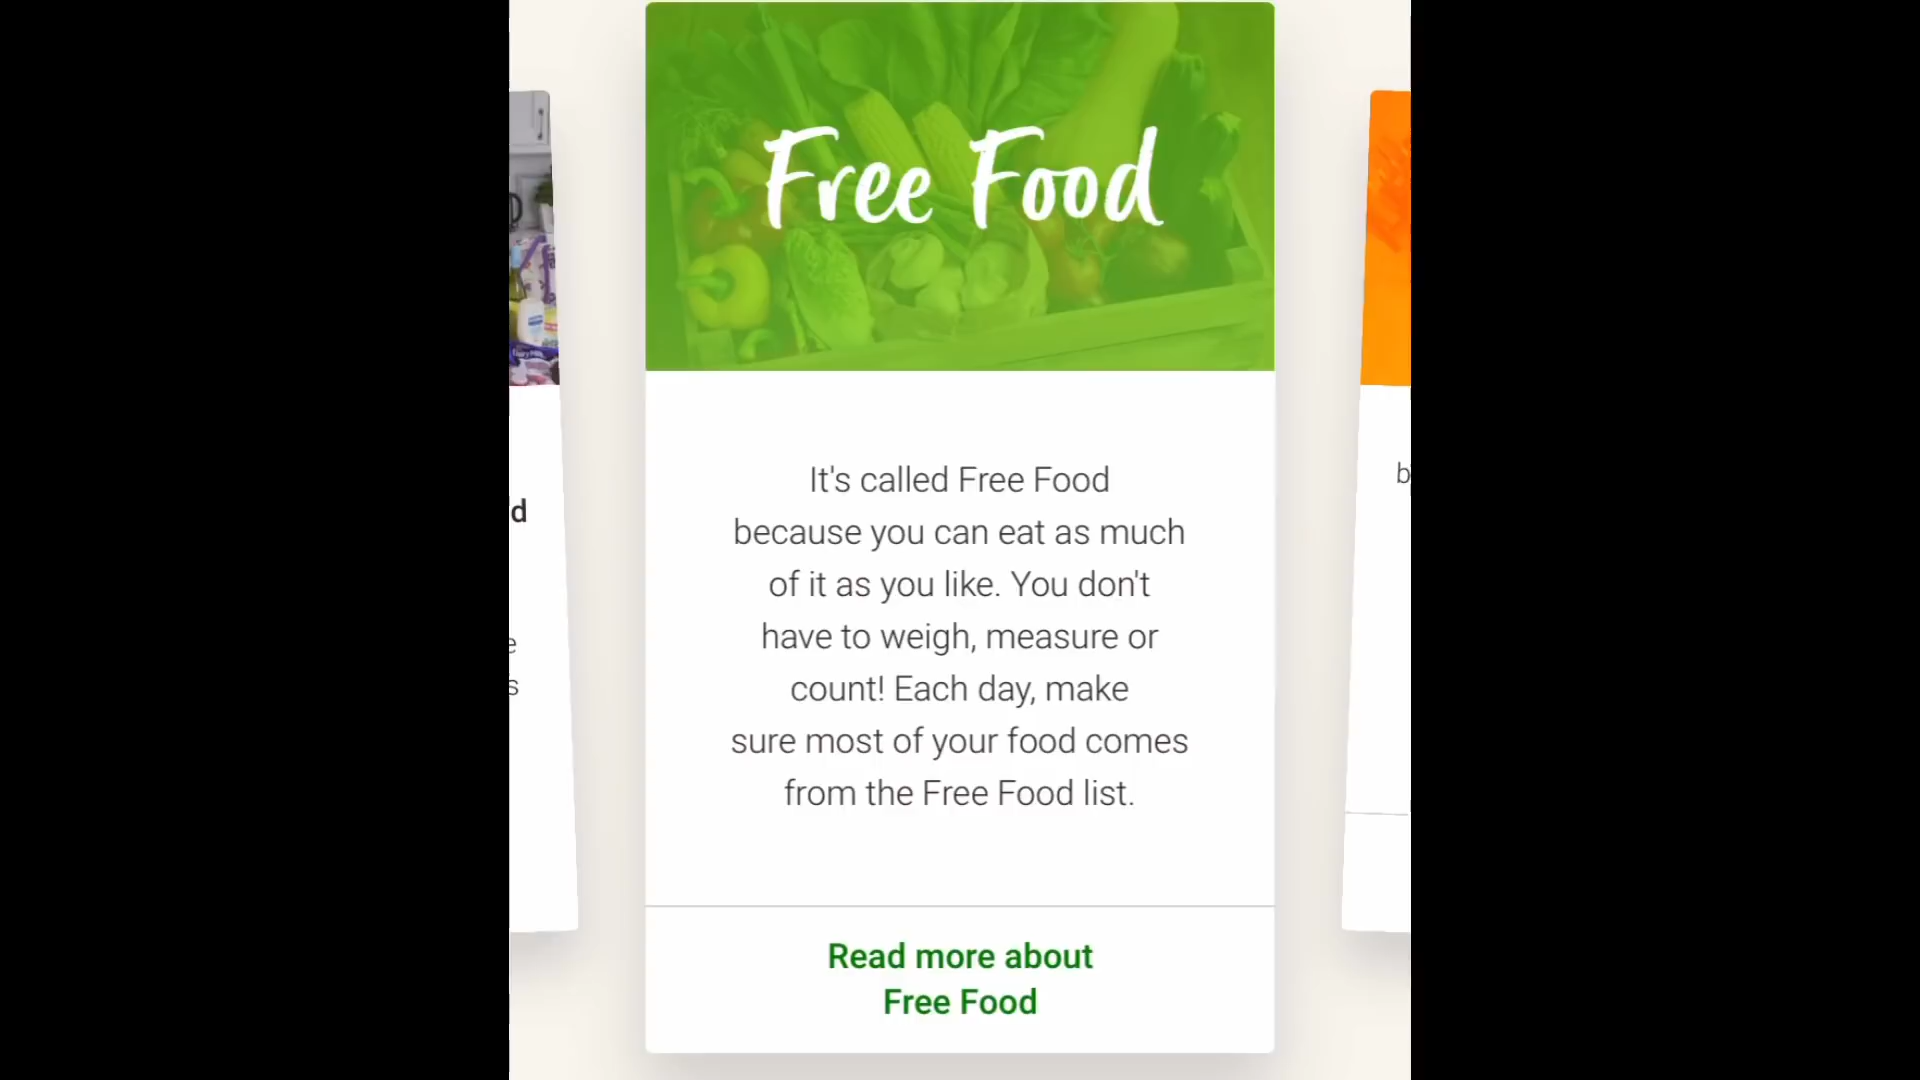 Free Food
It's called Free Food
because you can eat as much
of it as you like. You don't
have to weigh, measure or
count! Each day, make
sure most of your food comes
from the Free Food list.
Read more about
Free Food